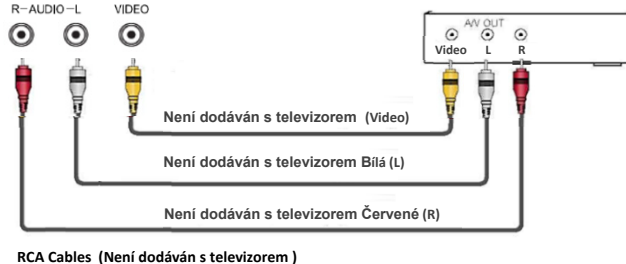 R-AUDIO-L VIDEO
A/V OUT
Video L R
Není dodáván s televizorem (Video)
Není dodáván s televizorem Bílá (L)
Není dodáván s televizorem Červené (R)
RCA Cables (Není dodáván s televizorem )